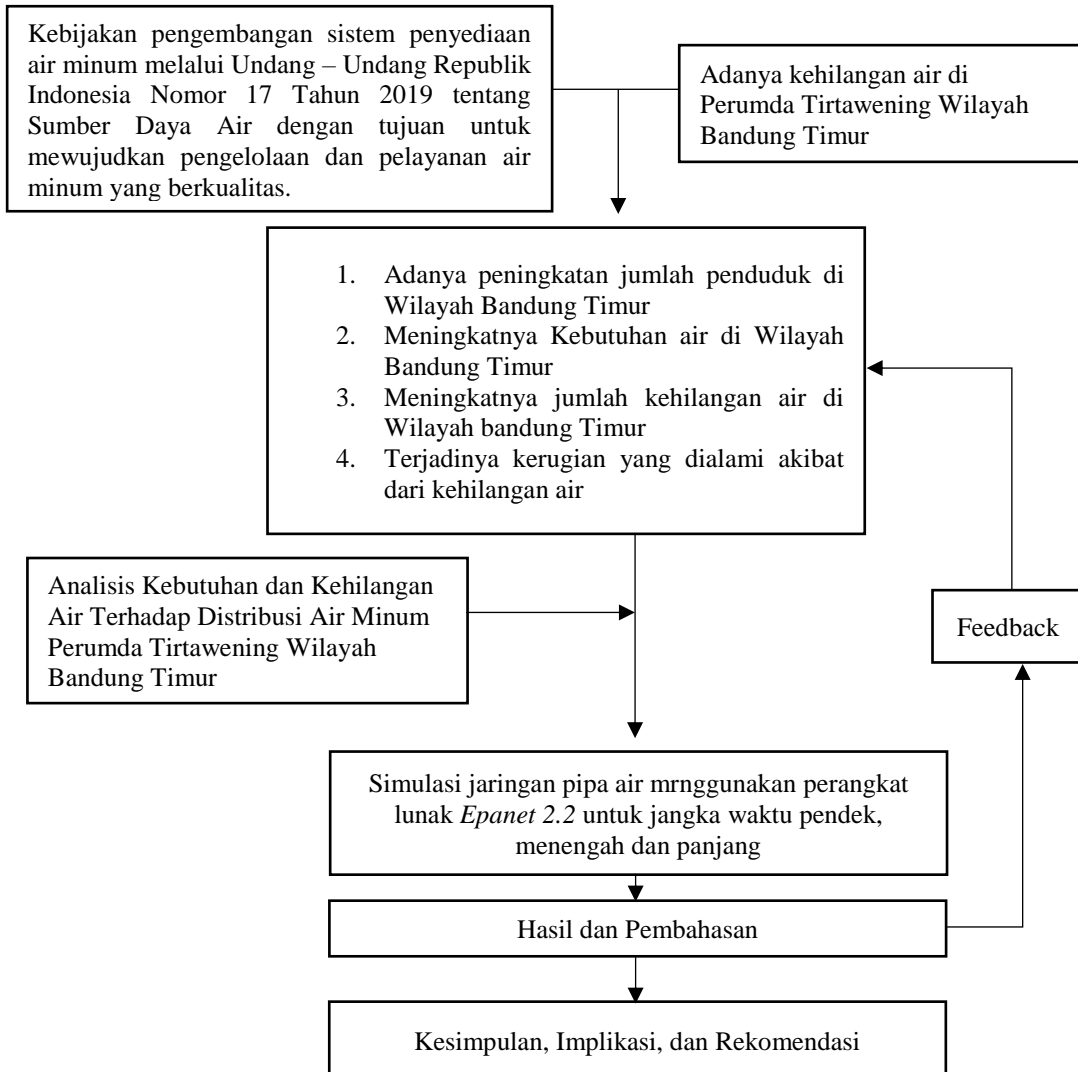 Kebijakan pengembangan sistem penyediaan
air minum melalui Undang – Undang Republik
Indonesia Nomor 17 Tahun 2019 tentang
Sumber Daya Air dengan tujuan untuk
mewujudkan pengelolaan dan pelayanan air
minum yang berkualitas.
Adanya kehilangan air di
Perumda Tirtawening Wilayah
Bandung Timur
1. Adanya peningkatan jumlah penduduk di
Wilayah Bandung Timur
2. Meningkatnya Kebutuhan air di Wilayah
Bandung Timur
3. Meningkatnya jumlah kehilangan air di
Wilayah bandung Timur
4. Terjadinya kerugian yang dialami akibat
dari kehilangan air
Analisis Kebutuhan dan Kehilangan
Air Terhadap Distribusi Air Minum
Perumda Tirtawening Wilayah
Bandung Timur
Feedback
Simulasi jaringan pipa air mrnggunakan perangkat
lunak Epanet 2.2 untuk jangka waktu pendek,
menengah dan panjang
Hasil dan Pembahasan
Kesimpulan, Implikasi, dan Rekomendasi